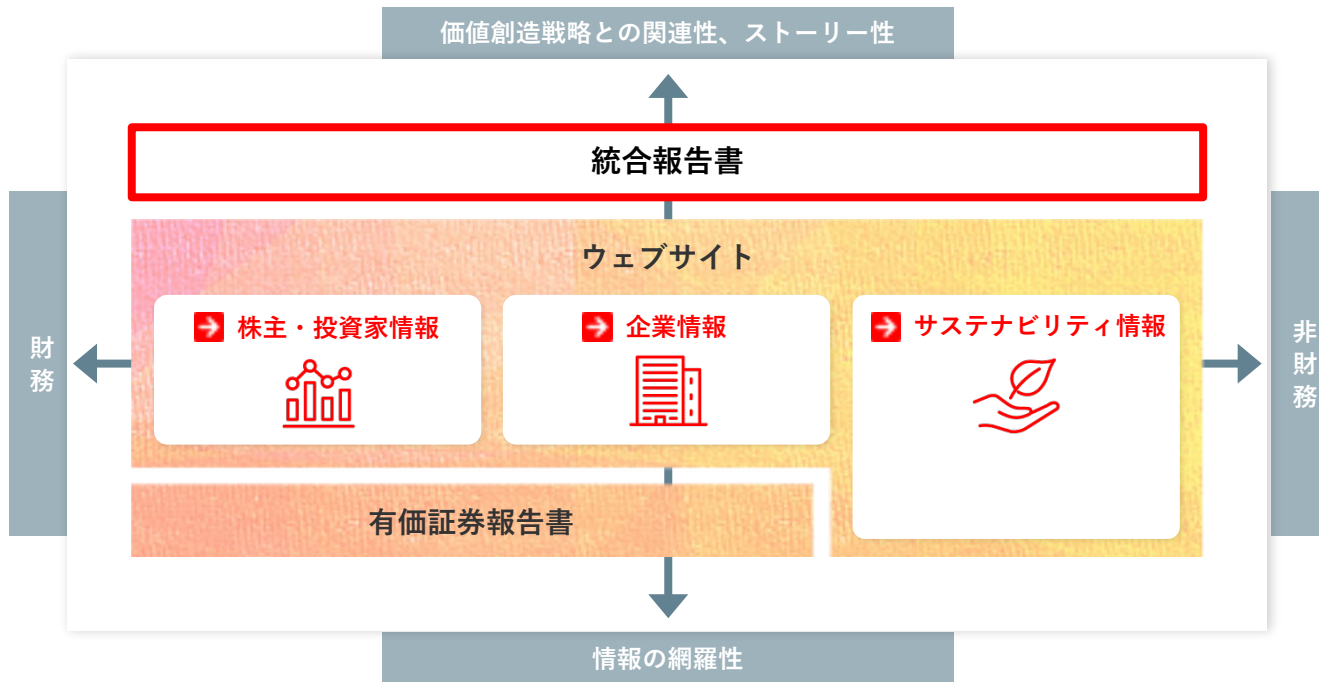 価値創造戦略との関連性、ストーリー性
統合報告書
ウェブサイト
株主・投資家情報
企業情報
サステナビリティ情報
財務
非財務
有価証券報告書
情報の網羅性